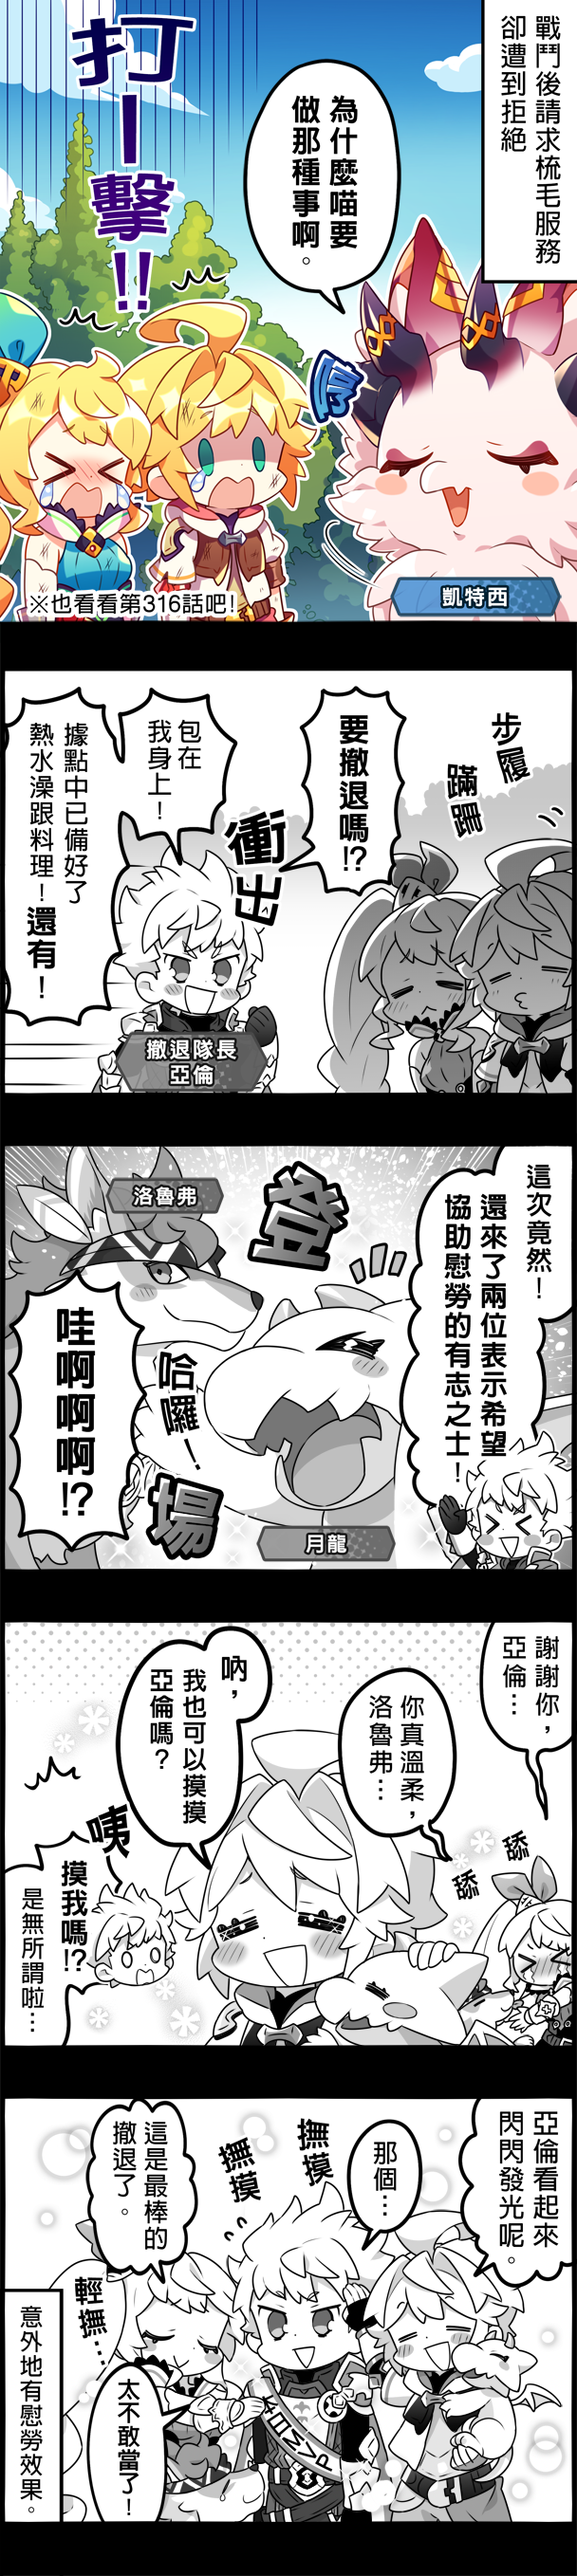 戰鬥後請求梳毛服務
卻遭到拒絕
為什麼喵要
做那種事啊。
打ー擊!!
哼
凱特西
※也看看第316話吧!
步履
蹣跚
要撤退嗎!?
衝出
包在
我身上!
據點中已備好了
熱水澡跟料理!還有!
撤退隊長
亞倫
這次竟然!
還來了兩位表示希望
協助慰勞的有志之士!
登
場
洛魯弗
哈囉!
哇啊啊啊!?
月龍
謝謝你,
亞倫…
舔
舔
你真溫柔,
洛魯弗…
吶,
我也可以摸摸
亞倫嗎?
咦
摸我嗎!?
是無所謂啦…
亞倫看起來
閃閃發光呢。
那個…
撫摸
撫摸
這是最棒的
撤退了。
輕撫…
太不敢當了!
意外地有慰勞效果。